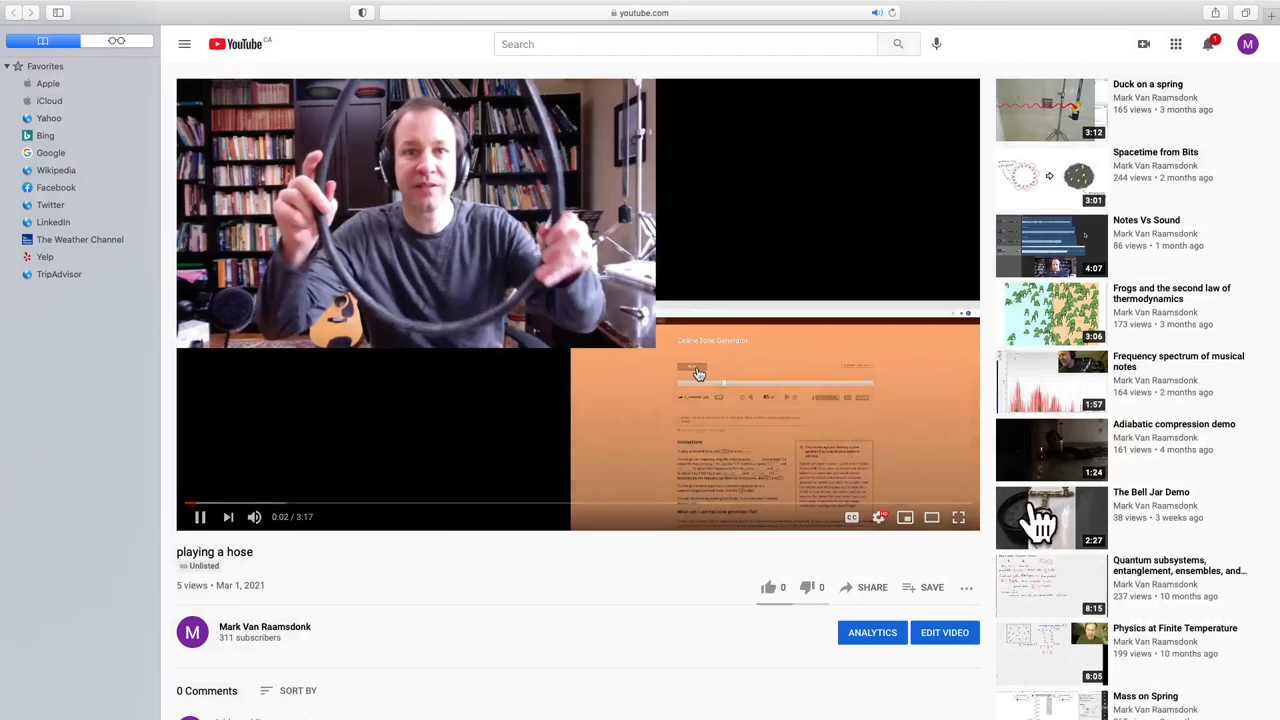 youtube.com
YouTube CA
Search
1
M
Favorites
Apple
iCloud
Yahoo
Bing
Google
Wikipedia
Facebook
Twitter
LinkedIn
The Weather Channel
Yelp
TripAdvisor
Online Tone Generator
CC
HD
0:02 / 3:17
playing a hose
Unlisted
5 views • Mar 1, 2021
0
0
SHARE
SAVE
M
Mark Van Raamsdonk
311 subscribers
ANALYTICS
EDIT VIDEO
0 Comments
SORT BY
3:12
Duck on a spring
Mark Van Raamsdonk
165 views • 3 months ago
3:01
Spacetime from Bits
Mark Van Raamsdonk
244 views • 2 months ago
4:07
Notes Vs Sound
Mark Van Raamsdonk
86 views • 1 month ago
3:06
Frogs and the second law of
thermodynamics
Mark Van Raamsdonk
173 views • 3 months ago
1:57
Frequency spectrum of musical
notes
Mark Van Raamsdonk
164 views • 2 months ago
1:24
Adiabatic compression demo
Mark Van Raamsdonk
161 views • 4 months ago
2:27
The Bell Jar Demo
Mark Van Raamsdonk
38 views • 3 weeks ago
8:15
Quantum subsystems,
entanglement, ensembles, and...
Mark Van Raamsdonk
237 views • 10 months ago
8:05
Physics at Finite Temperature
Mark Van Raamsdonk
199 views • 10 months ago
Mass on Spring
Mark Van Raamsdonk